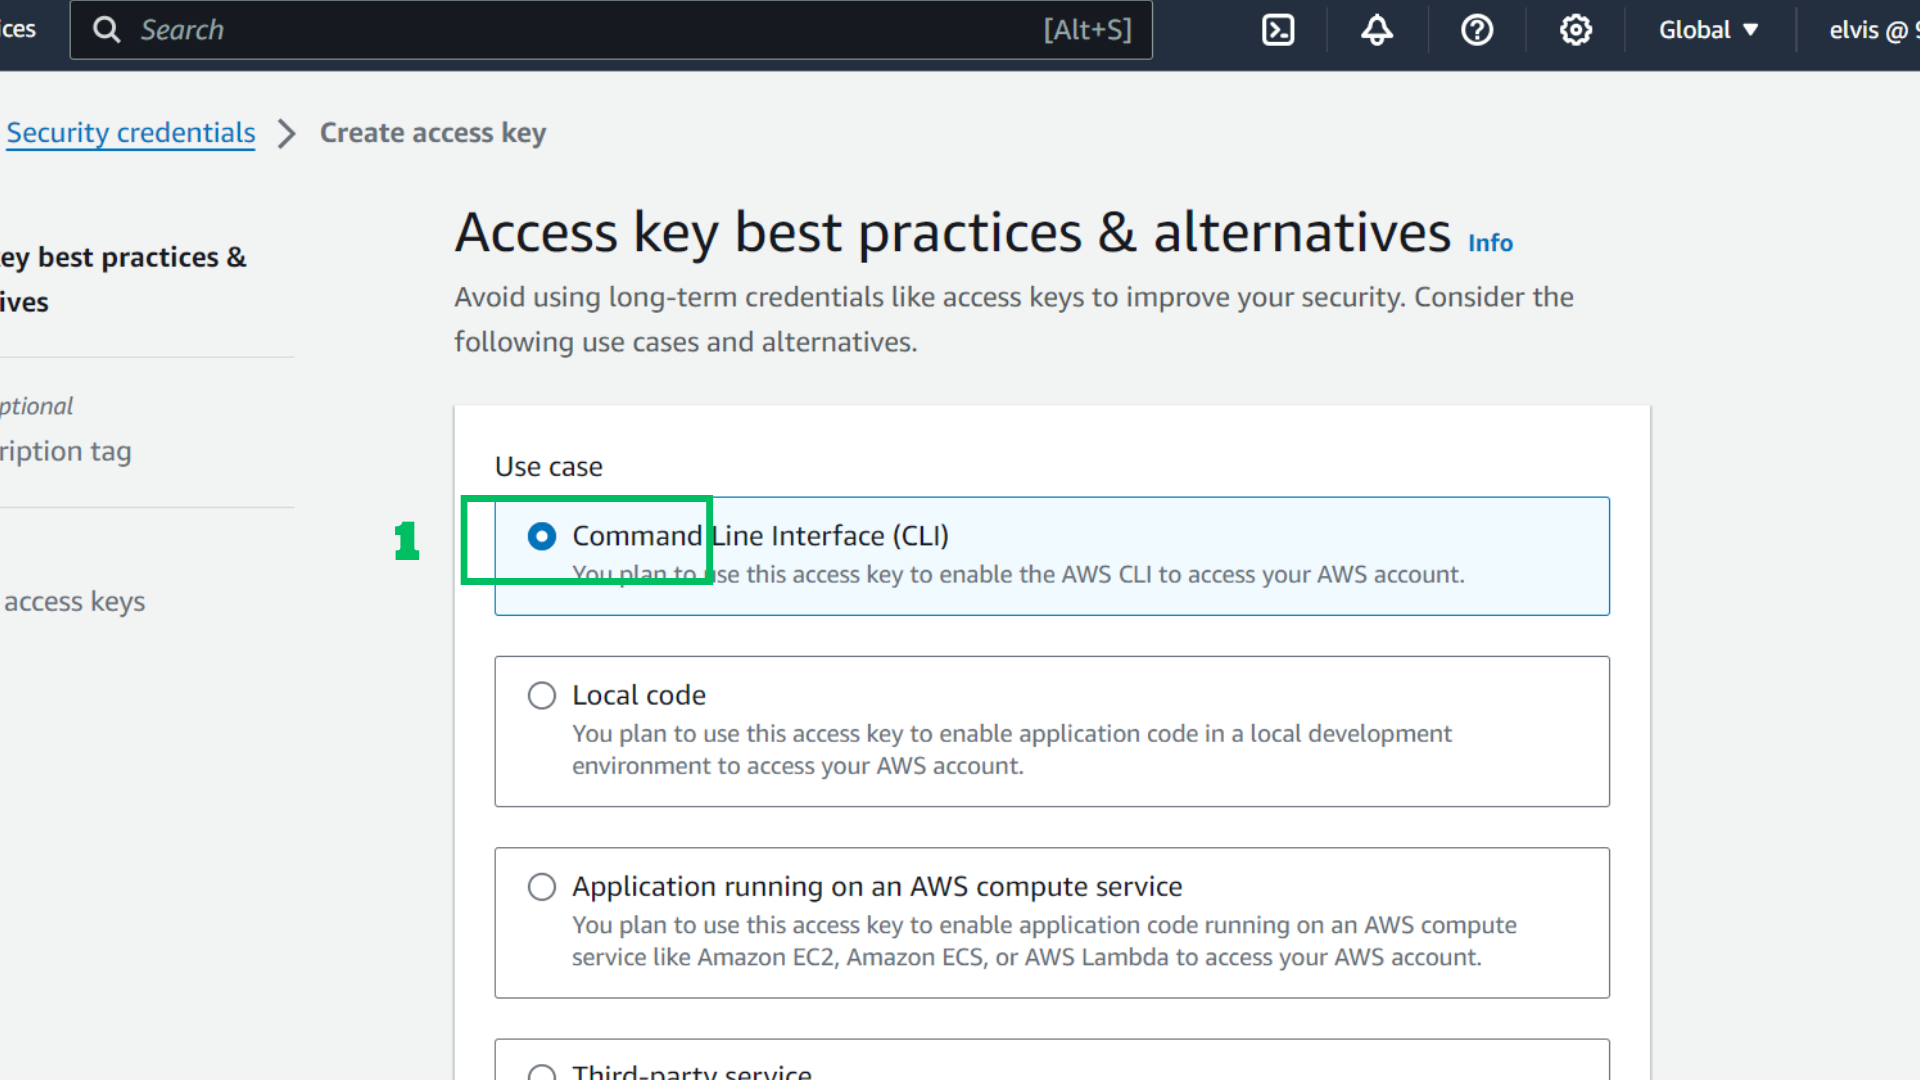 ices Search [Alt+S] Global elvis @ 9
Security credentials Create access key
ey best practices &
ives
ptional
ription tag
access keys
Access key best practices & alternatives Info
Avoid using long-term credentials like access keys to improve your security. Consider the
following use cases and alternatives.
Use case
1
Command Line Interface (CLI)
You plan to use this access key to enable the AWS CLI to access your AWS account.
Local code
You plan to use this access key to enable application code in a local development
environment to access your AWS account.
Application running on an AWS compute service
You plan to use this access key to enable application code running on an AWS compute
service like Amazon EC2, Amazon ECS, or AWS Lambda to access your AWS account.
Third-party service